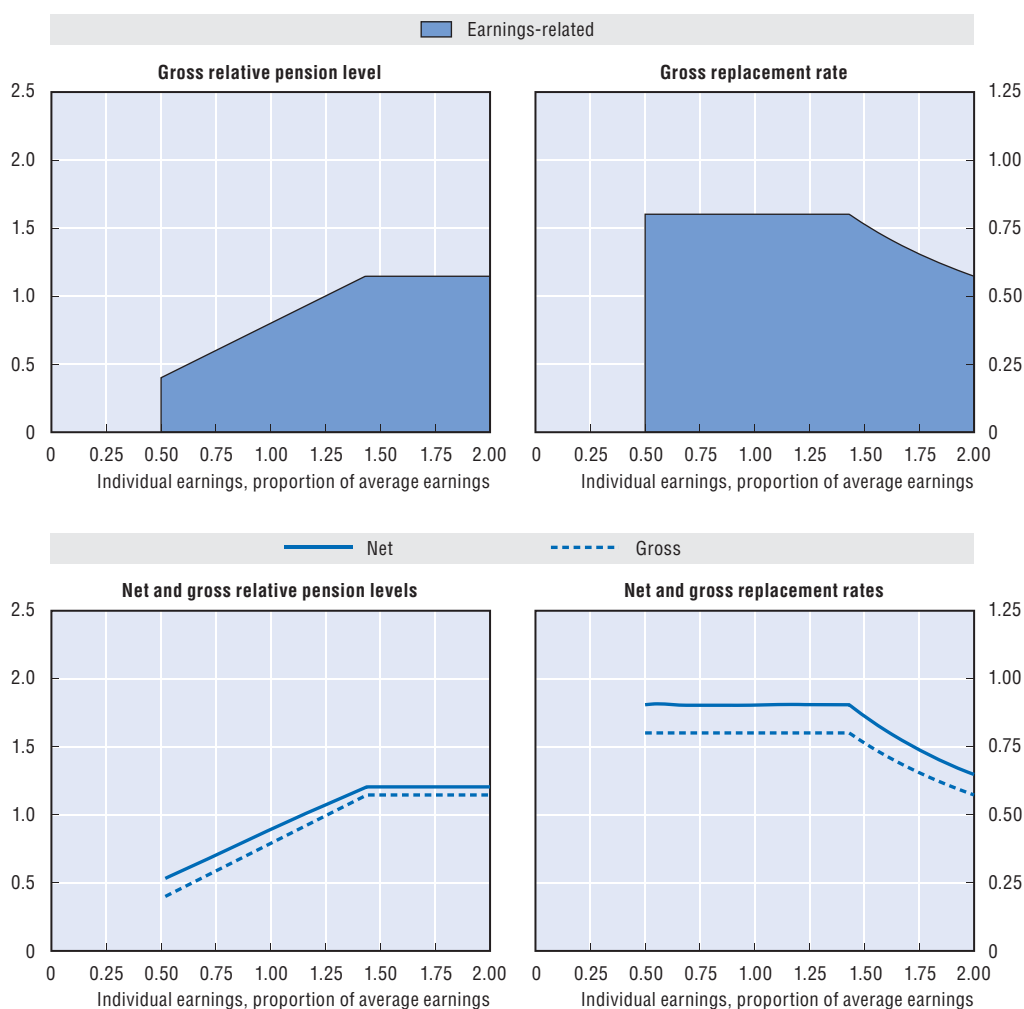 Earnings-related
Gross relative pension level
2.5
2.0
1.5
1.0
0.5
0
0 0.25 0.50 0.75 1.00 1.25 1.50 1.75 2.00
Individual earnings, proportion of average earnings
Gross replacement rate
1.25
1.00
0.75
0.50
0.25
0
0 0.25 0.50 0.75 1.00 1.25 1.50 1.75 2.00
Individual earnings, proportion of average earnings
Net Gross
Net and gross relative pension levels
2.5
2.0
1.5
1.0
0.5
0
0 0.25 0.50 0.75 1.00 1.25 1.50 1.75 2.00
Individual earnings, proportion of average earnings
Net and gross replacement rates
1.25
1.00
0.75
0.50
0.25
0
0 0.25 0.50 0.75 1.00 1.25 1.50 1.75 2.00
Individual earnings, proportion of average earnings